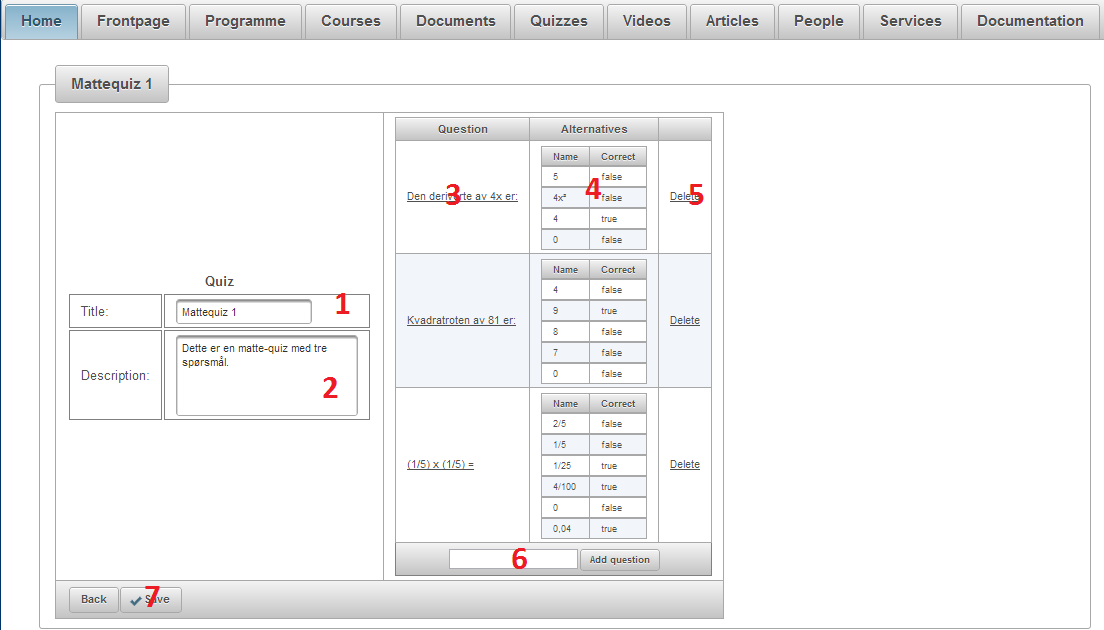 Home Frontpage Programme Courses Documents Quizzes Videos Articles People Services Documentation
Mattequiz 1
Quiz
Title: Mattequiz 1 1
Description: Dette er en matte-quiz med tre
spørsmål.
2
Question Alternatives
Den deriverte av 4x er: 3
Name Correct
5 false
4x² false
4 true
0 false
4
Delete 5
Kvadratroten av 81 er:
Name Correct
4 false
9 true
8 false
7 false
0 false
Delete
(1/5) x (1/5) =
Name Correct
2/5 false
1/5 false
1/25 true
4/100 true
0 false
0,04 true
Delete
6 Add question
Back Save 7